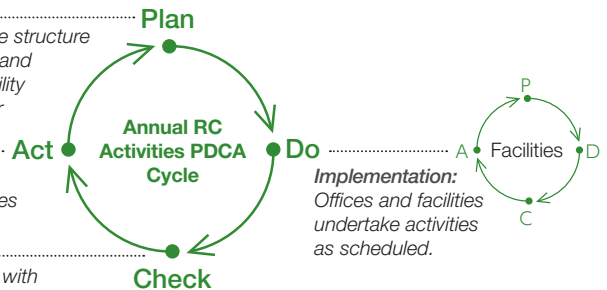 Plan
e structure
and
ility
r
Act
Annual RC
Activities PDCA
Cycle
Do
Implementation:
Offices and facilities
undertake activities
as scheduled.
P
A
Facilities
D
C
es
Check
with